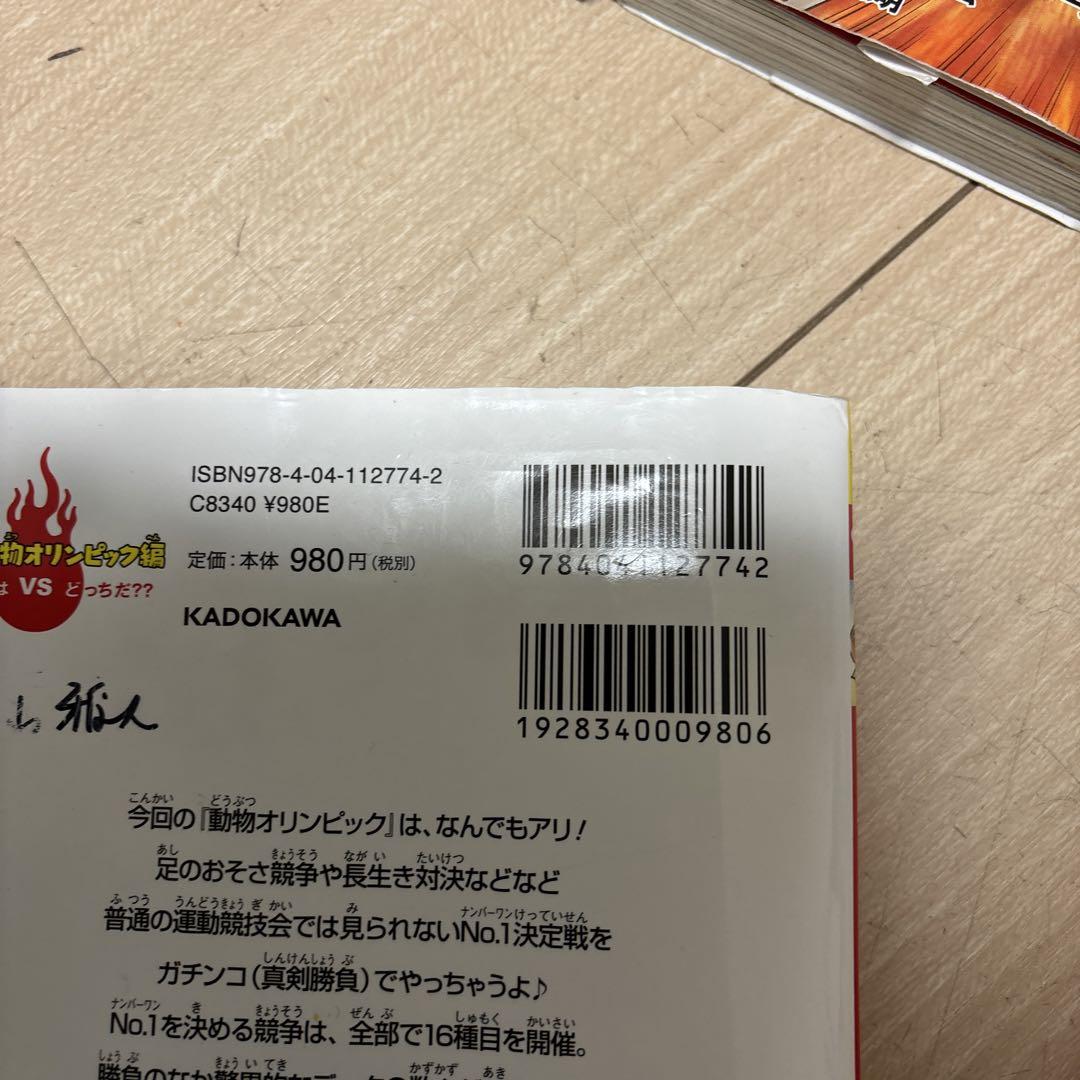 ISBN978-4-04-112774-2
C8340 ¥980E
定価:本体 980円(税別)
KADOKAWA
9784041127742
1928340009806
物オリンピック編
は VS どっちだ??
雅人
今回の『動物オリンピック』は、なんでもアリ!
足のおそさ競争や長生き対決などなど
普通の運動競技会では見られないNo.1決定戦を
ガチンコ(真剣勝負)でやっちゃうよ♪
No.1を決める競争は、全部で16種目を開催。